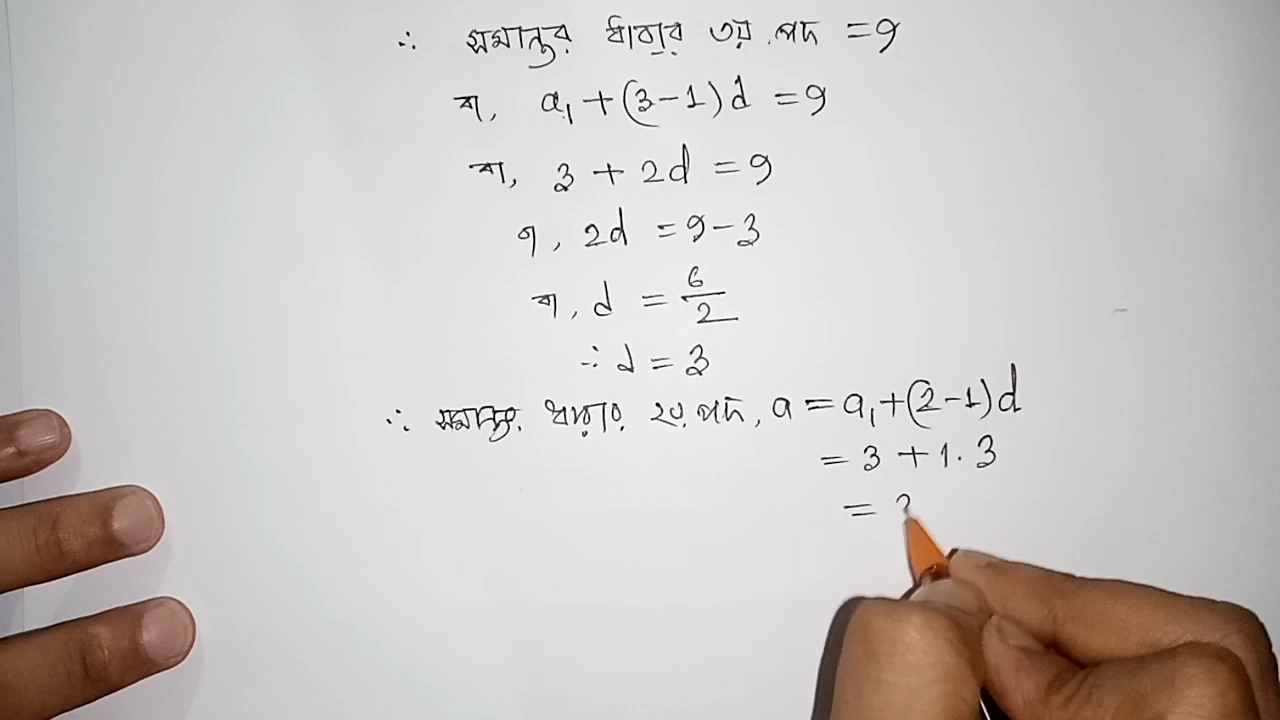 ∴ সমান্তর ধারার ৩য় পদ = 9
বা, a₁ + (3 - 1)d = 9
বা, 3 + 2d = 9
বা, 2d = 9 - 3
বা, d = 6/2
∴ d = 3
∴ সমান্তর ধারার ২য় পদ, a = a₁ + (2 - 1)d
= 3 + 1. 3
=